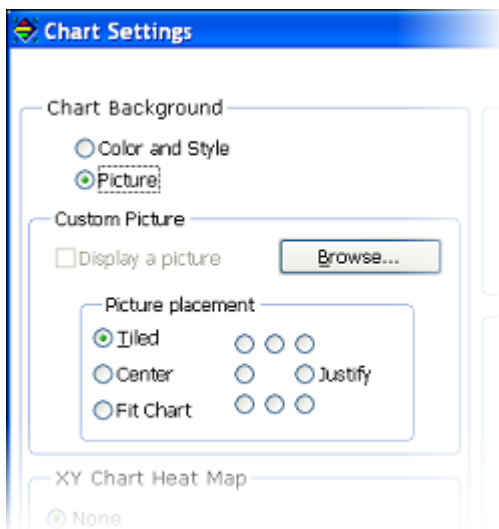 Chart Settings
Chart Background
Color and Style
Picture
Custom Picture
Display a picture
Browse...
Picture placement
Tiled
Center
Justify
Fit Chart
XY Chart Heat Map
None